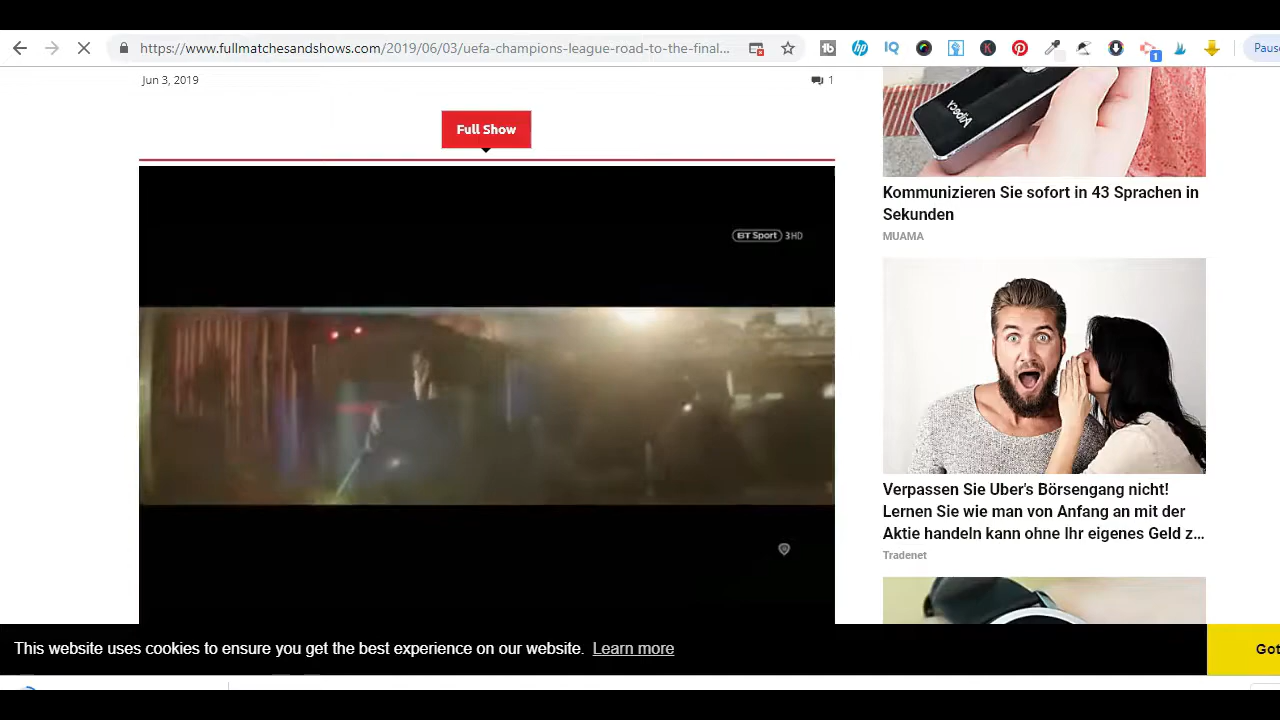 https://www.fullmatchesandshows.com/2019/06/03/uefa-champions-league-road-to-the-final...
Jun 3, 2019
1
Full Show
BT Sport 3HD
Kommunizieren Sie sofort in 43 Sprachen in
Sekunden
MUAMA
Verpassen Sie Uber's Börsengang nicht!
Lernen Sie wie man von Anfang an mit der
Aktie handeln kann ohne Ihr eigenes Geld z...
Tradenet
This website uses cookies to ensure you get the best experience on our website. Learn more
Got